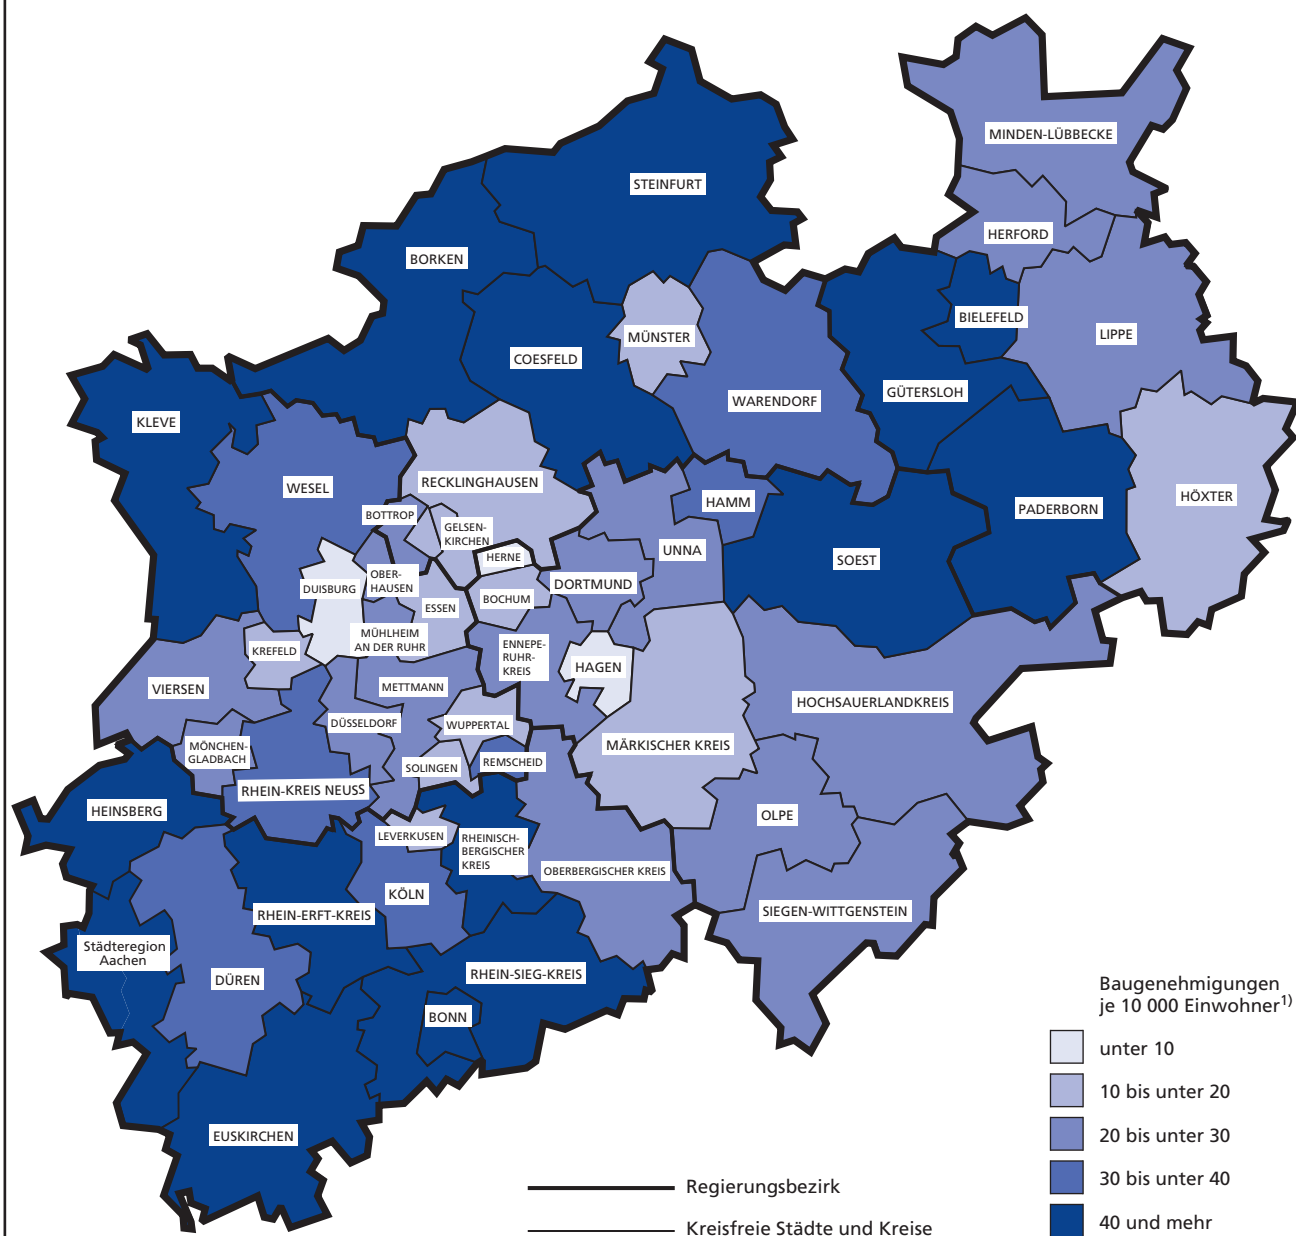 MINDEN-LÜBBECKE
STEINFURT
HERFORD
BORKEN
BIELEFELD
LIPPE
MÜNSTER
COESFELD
GÜTERSLOH
WARENDORF
KLEVE
RECKLINGHAUSEN
WESEL
HÖXTER
HAMM
PADERBORN
BOTTROP
GELSEN-
KIRCHEN
UNNA
HERNE
SOEST
OBER-
HAUSEN
DORTMUND
DUISBURG
BOCHUM
ESSEN
MÜHLHEIM
AN DER RUHR
KREFELD
ENNEPE-
RUHR-
KREIS
HAGEN
VIERSEN
METTMANN
HOCHSAUERLANDKREIS
DÜSSELDORF
WUPPERTAL
MÄRKISCHER KREIS
MÖNCHEN-
GLADBACH
SOLINGEN
REMSCHEID
RHEIN-KREIS NEUSS
HEINSBERG
OLPE
LEVERKUSEN
RHEINISCH-
BERGISCHER
KREIS
OBERBERGISCHER KREIS
KÖLN
RHEIN-ERFT-KREIS
SIEGEN-WITTGENSTEIN
Städteregion
Aachen
DÜREN
RHEIN-SIEG-KREIS
BONN
EUSKIRCHEN
Baugenehmigungen
je 10 000 Einwohner1)
unter 10
10 bis unter 20
20 bis unter 30
30 bis unter 40
40 und mehr
Regierungsbezirk
Kreisfreie Städte und Kreise